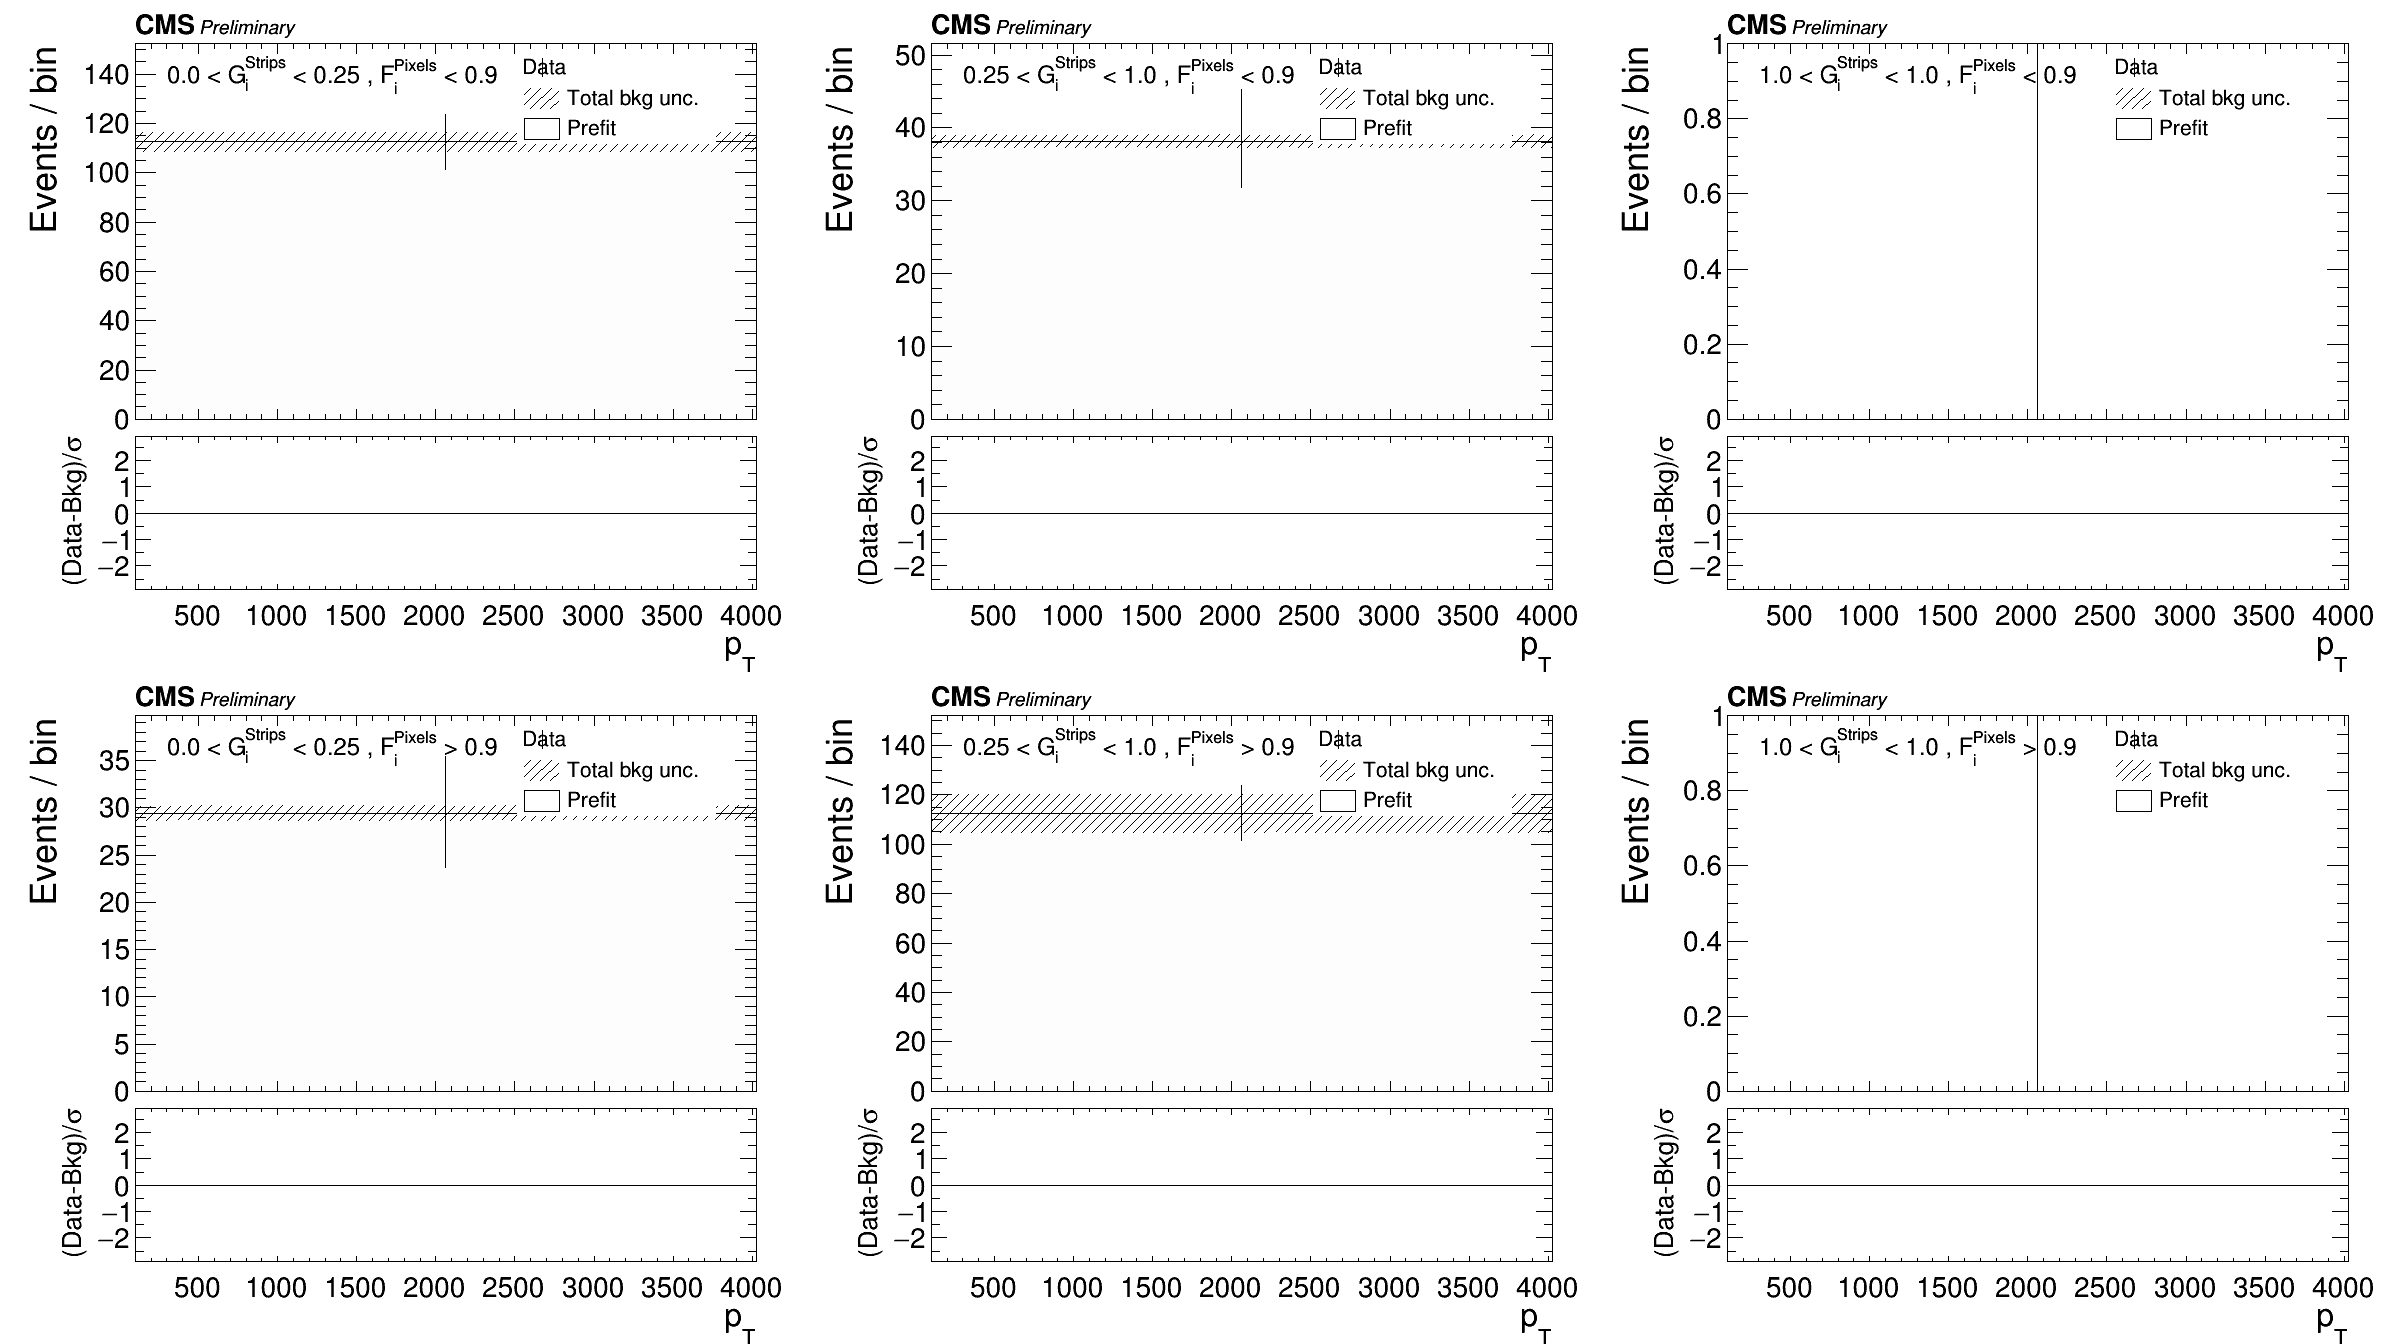 CMS Preliminary
Events / bin
140
120
100
80
60
40
20
0
0.0 < G_i^Strips < 0.25 , F_i^Pixels < 0.9
Data
Total bkg unc.
Prefit
(Data-Bkg)/σ
2
1
0
−1
−2
500 1000 1500 2000 2500 3000 3500 4000
p_T
CMS Preliminary
Events / bin
50
40
30
20
10
0
0.25 < G_i^Strips < 1.0 , F_i^Pixels < 0.9
Data
Total bkg unc.
Prefit
(Data-Bkg)/σ
2
1
0
−1
−2
500 1000 1500 2000 2500 3000 3500 4000
p_T
CMS Preliminary
Events / bin
1
0.8
0.6
0.4
0.2
0
1.0 < G_i^Strips < 1.0 , F_i^Pixels < 0.9
Data
Total bkg unc.
Prefit
(Data-Bkg)/σ
2
1
0
−1
−2
500 1000 1500 2000 2500 3000 3500 4000
p_T
CMS Preliminary
Events / bin
35
30
25
20
15
10
5
0
0.0 < G_i^Strips < 0.25 , F_i^Pixels > 0.9
Data
Total bkg unc.
Prefit
(Data-Bkg)/σ
2
1
0
−1
−2
500 1000 1500 2000 2500 3000 3500 4000
p_T
CMS Preliminary
Events / bin
140
120
100
80
60
40
20
0
0.25 < G_i^Strips < 1.0 , F_i^Pixels > 0.9
Data
Total bkg unc.
Prefit
(Data-Bkg)/σ
2
1
0
−1
−2
500 1000 1500 2000 2500 3000 3500 4000
p_T
CMS Preliminary
Events / bin
1
0.8
0.6
0.4
0.2
0
1.0 < G_i^Strips < 1.0 , F_i^Pixels > 0.9
Data
Total bkg unc.
Prefit
(Data-Bkg)/σ
2
1
0
−1
−2
500 1000 1500 2000 2500 3000 3500 4000
p_T